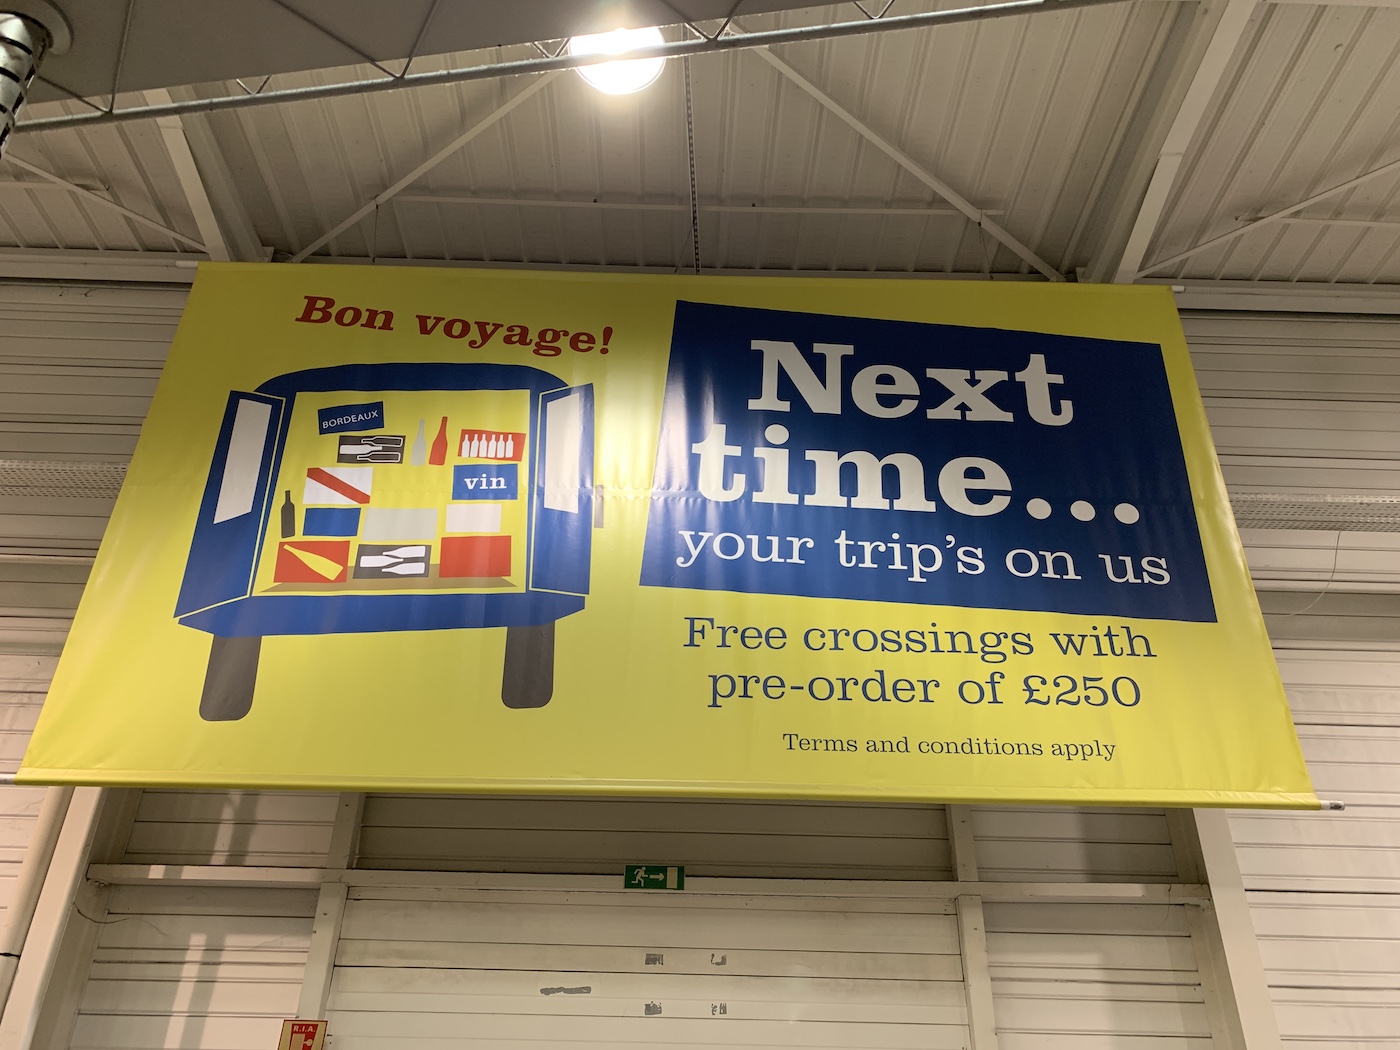 Bon voyage!
BORDEAUX
vin
Next
time...
your trip's on us
Free crossings with
pre-order of £250
Terms and conditions apply
R.I.A.